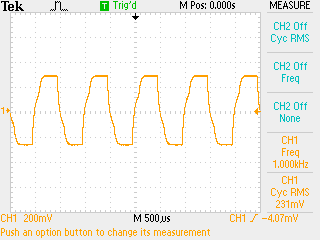 Tek Trig'd M Pos: 0.000s MEASURE
CH2 Off
Cyc RMS
CH2 Off
Freq
CH2 Off
None
CH1
Freq
1.000kHz
CH1
Cyc RMS
231mV
1
CH1 200mV M 500µs CH1 -4.07mV
Push an option button to change its measurement